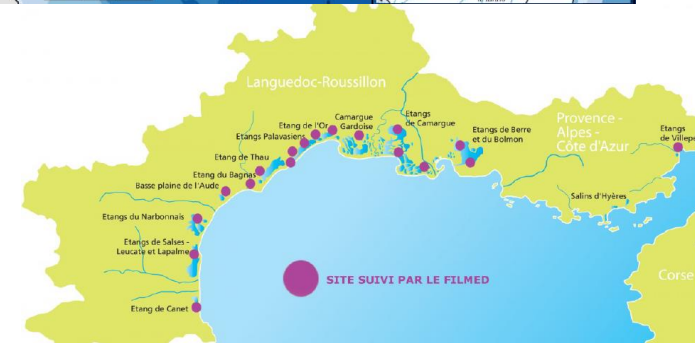 Languedoc-Roussillon
Provence -
Alpes -
Côte d'Azur
Etangs
de Villep
Etang de l'Or
Camargue
Gardoise
Etangs
de Camargue
Etangs de Berre
et du Bolmon
Etangs Palavasiens
Etang de Thau
Etang du Bagnas
Basse plaine de l'Aude
Salins d'Hyères
Etangs du Narbonnais
Etangs de Salses -
Leucate et Lapalme
Etang de Canet
SITE SUIVI PAR LE FILMED
Corse